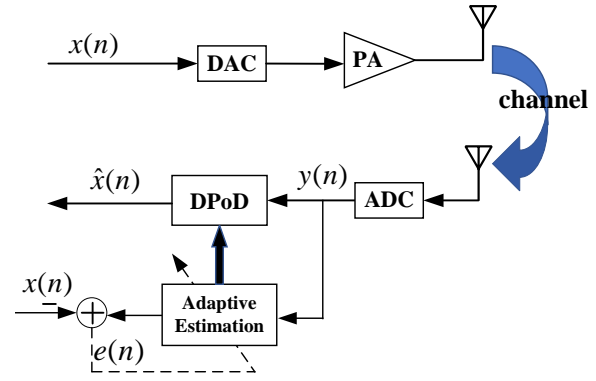 x(n)
DAC
PA
channel
x̂(n)
DPoD
y(n)
ADC
x(n)
−
+
Adaptive
Estimation
e(n)